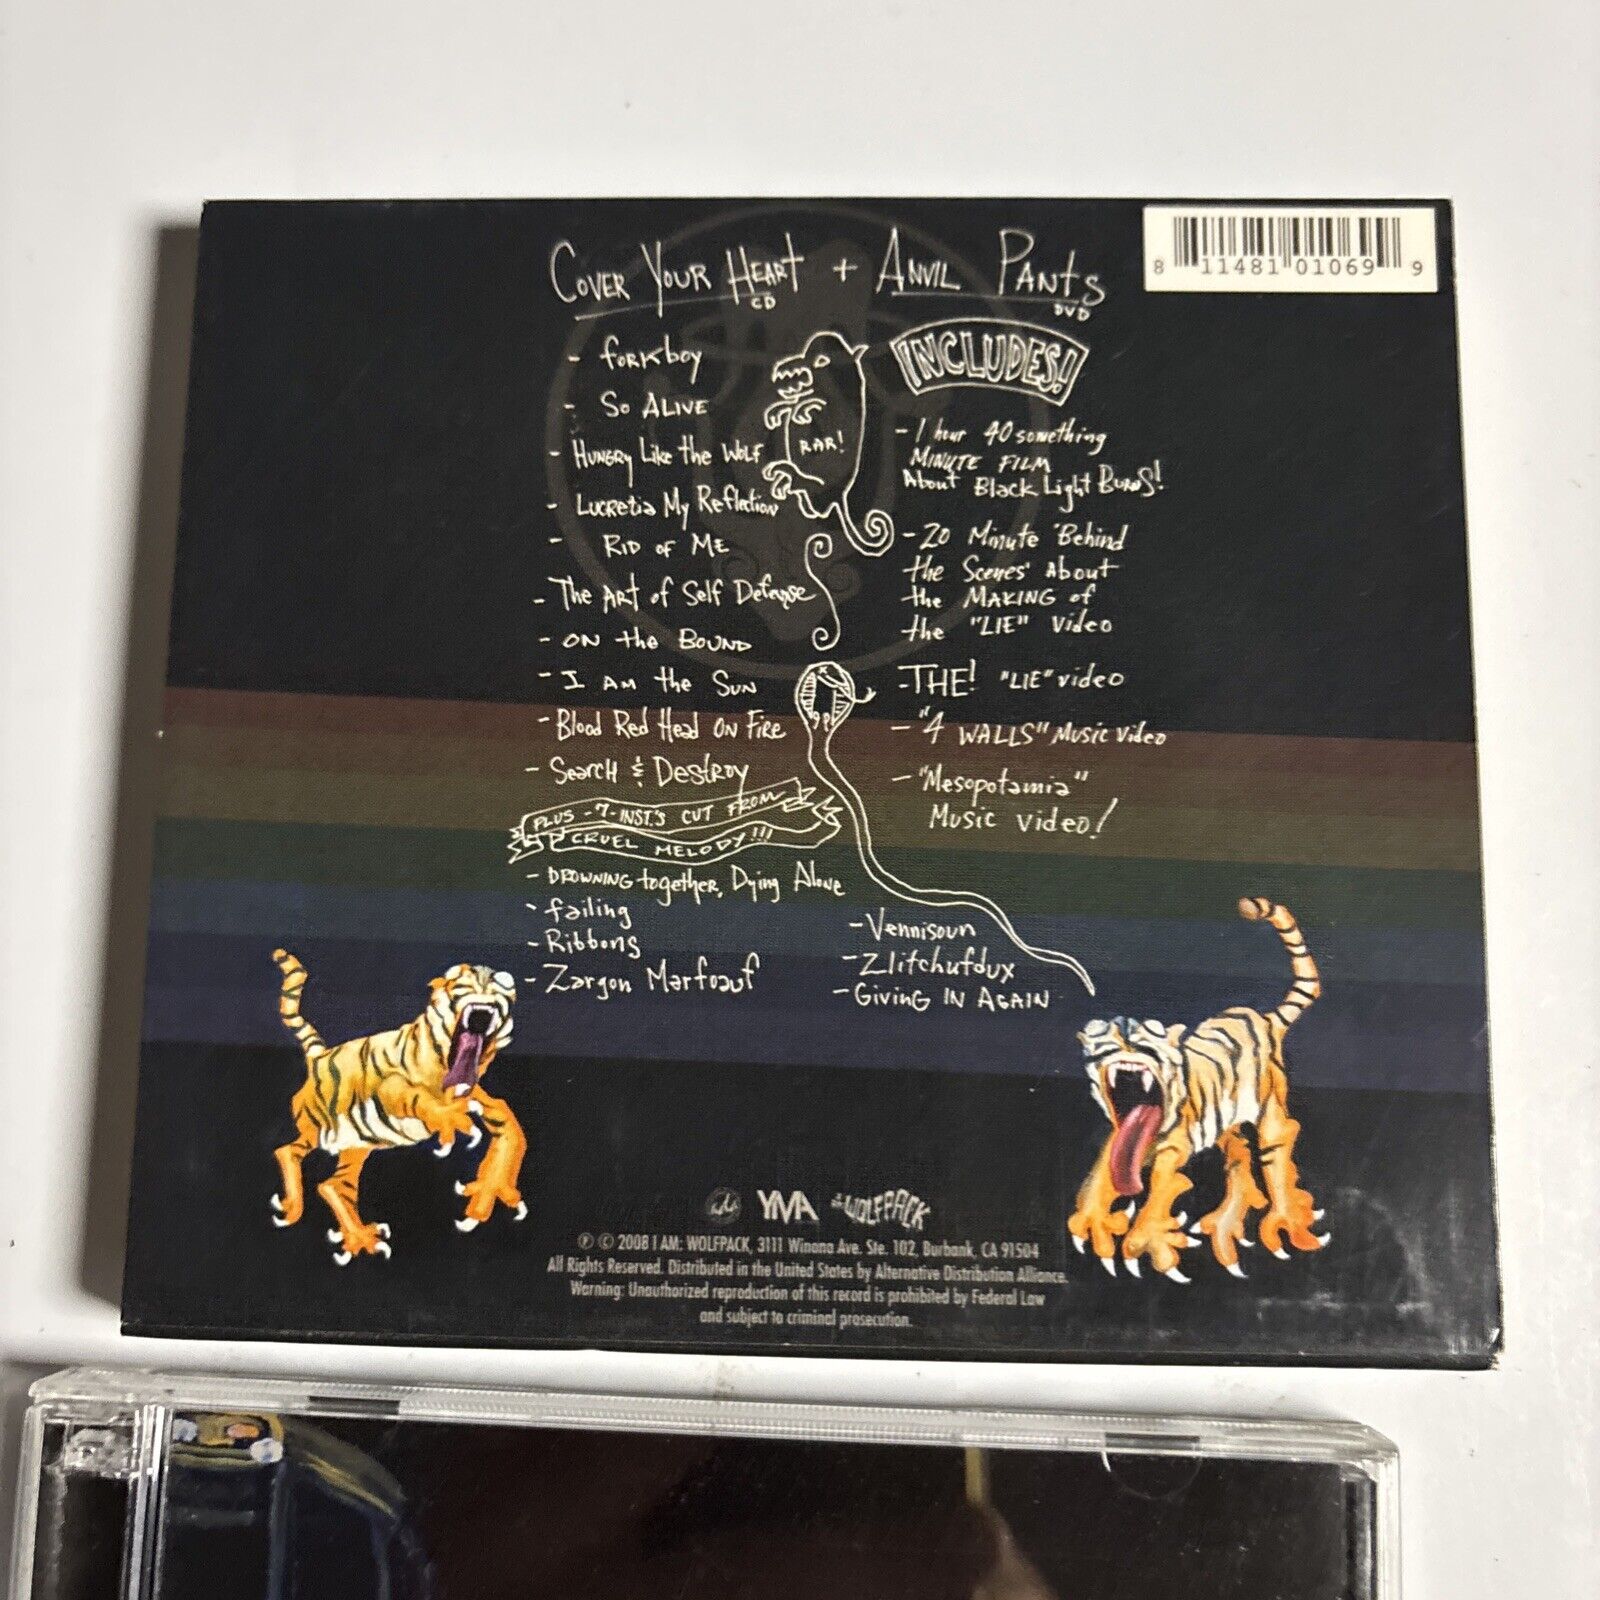 COVER YOUR HEART + ANVIL PANTS
CD
DVD
8 11481 01069 9
- forkboy
- SO ALIVE
- HUNGRY LIKE THE WOLF
- LUCRETIA MY REFLECTION
- RID OF ME
- THE ART OF SELF DEFENSE
- ON THE BOUND
- I AM THE SUN
- BLOOD RED HEAD ON FIRE
- SEARCH & DESTROY
PLUS - 7 - INST.'S CUT FROM
CRUEL MELODY!!!
- DROWNING together, Dying Alone
- failing
- Ribbons
- Zargon Marfoauf
- Vennisoun
- Zlitchufdux
- GIVING IN AGAIN
RAR!
INCLUDES!
- 1 hour 40 something
MINUTE FILM
About Black Light Burns!
- 20 Minute 'Behind
the Scenes' About
the MAKING of
the "LIE" Video
- THE! "LIE" video
- "4 WALLS" Music Video
- "Mesopotamia"
Music video!
WOLFPACK
℗ © 2008 I AM: WOLFPACK, 3111 Winona Ave. Ste. 102, Burbank, CA 91504
All Rights Reserved. Distributed in the United States by Alternative Distribution Alliance.
Warning: Unauthorized reproduction of this record is prohibited by Federal Law
and subject to criminal prosecution.